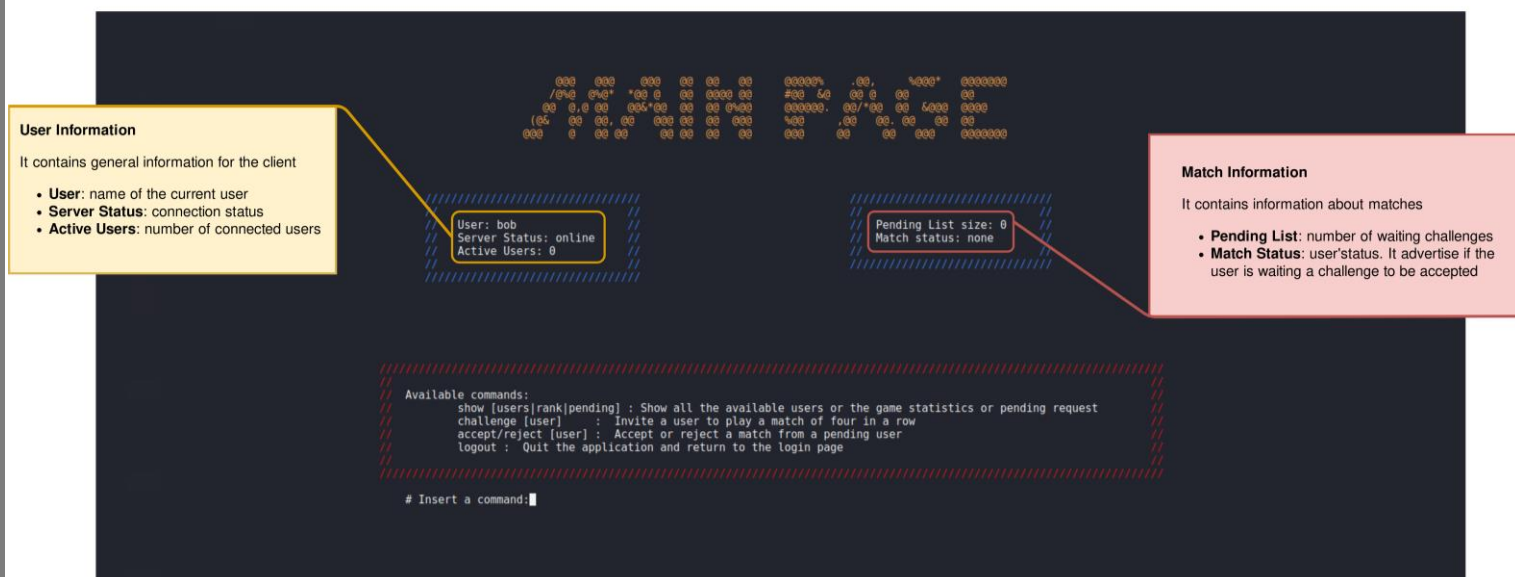 MAIN PAGE
User Information
It contains general information for the client
• User: name of the current user
• Server Status: connection status
• Active Users: number of connected users
User: bob
Server Status: online
Active Users: 0
Pending List size: 0
Match status: none
Match Information
It contains information about matches
• Pending List: number of waiting challenges
• Match Status: user'status. It advertise if the
user is waiting a challenge to be accepted
Available commands:
show [users|rank|pending] : Show all the available users or the game statistics or pending request
challenge [user] : Invite a user to play a match of four in a row
accept/reject [user] : Accept or reject a match from a pending user
logout : Quit the application and return to the login page
# Insert a command: